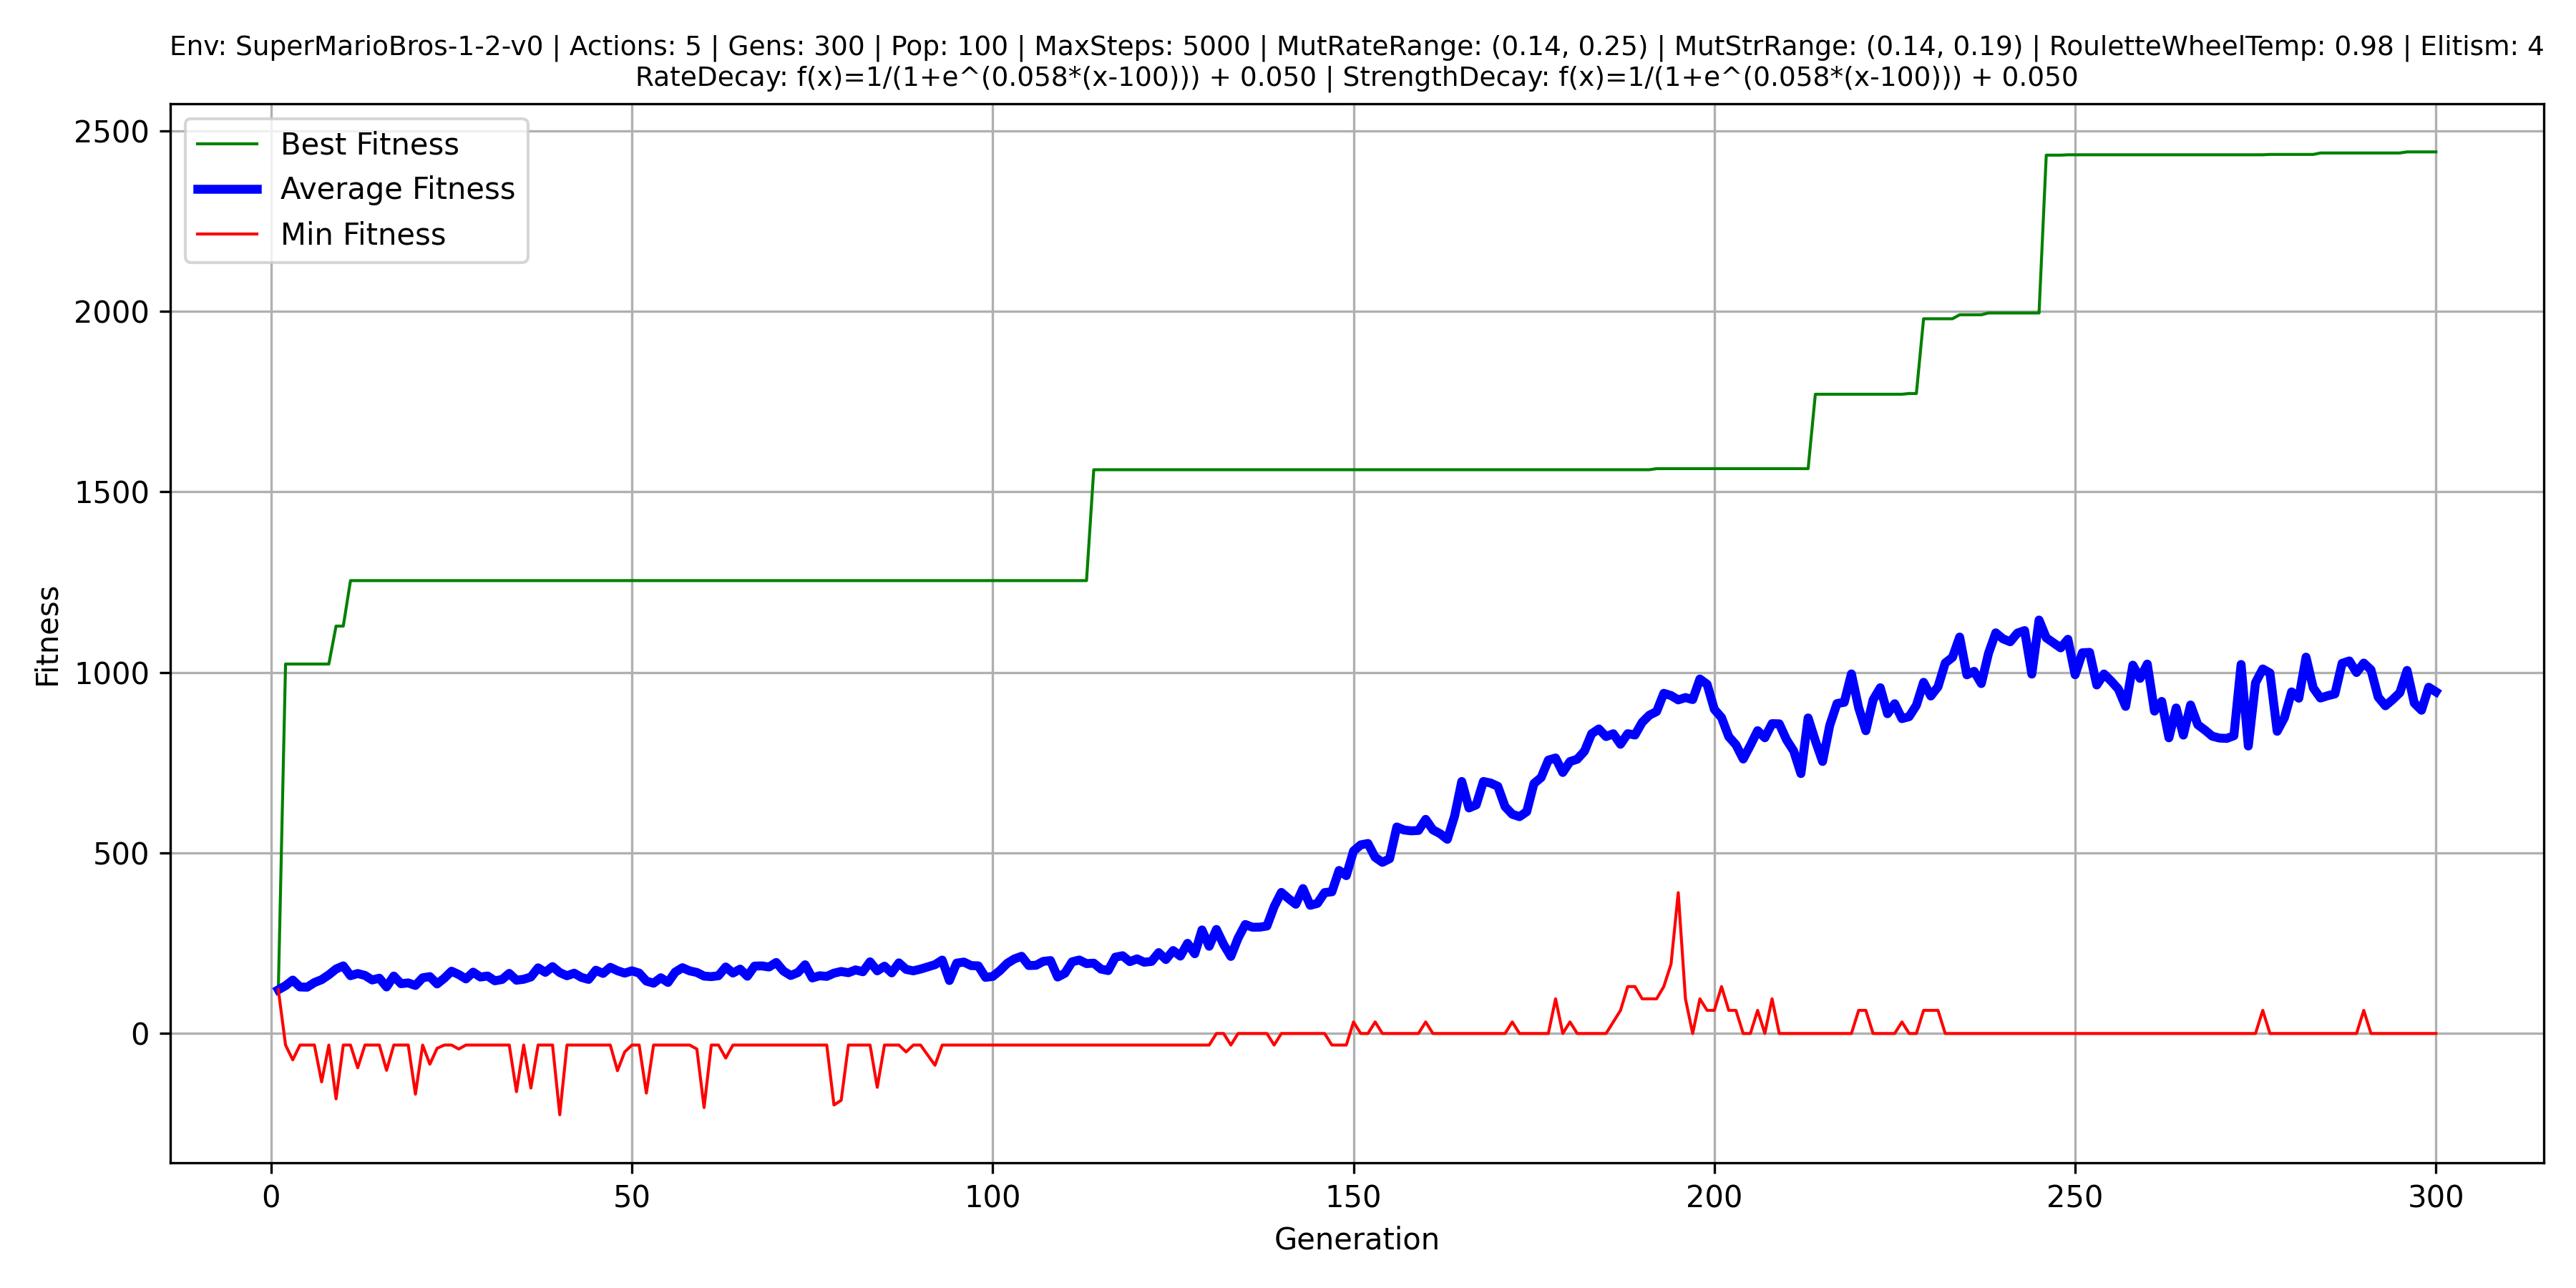 Env: SuperMarioBros-1-2-v0 | Actions: 5 | Gens: 300 | Pop: 100 | MaxSteps: 5000 | MutRateRange: (0.14, 0.25) | MutStrRange: (0.14, 0.19) | RouletteWheelTemp: 0.98 | Elitism: 4
RateDecay: f(x)=1/(1+e^(0.058*(x-100))) + 0.050 | StrengthDecay: f(x)=1/(1+e^(0.058*(x-100))) + 0.050
Best Fitness
Average Fitness
Min Fitness
Fitness
2500
2000
1500
1000
500
0
0 50 100 150 200 250 300
Generation